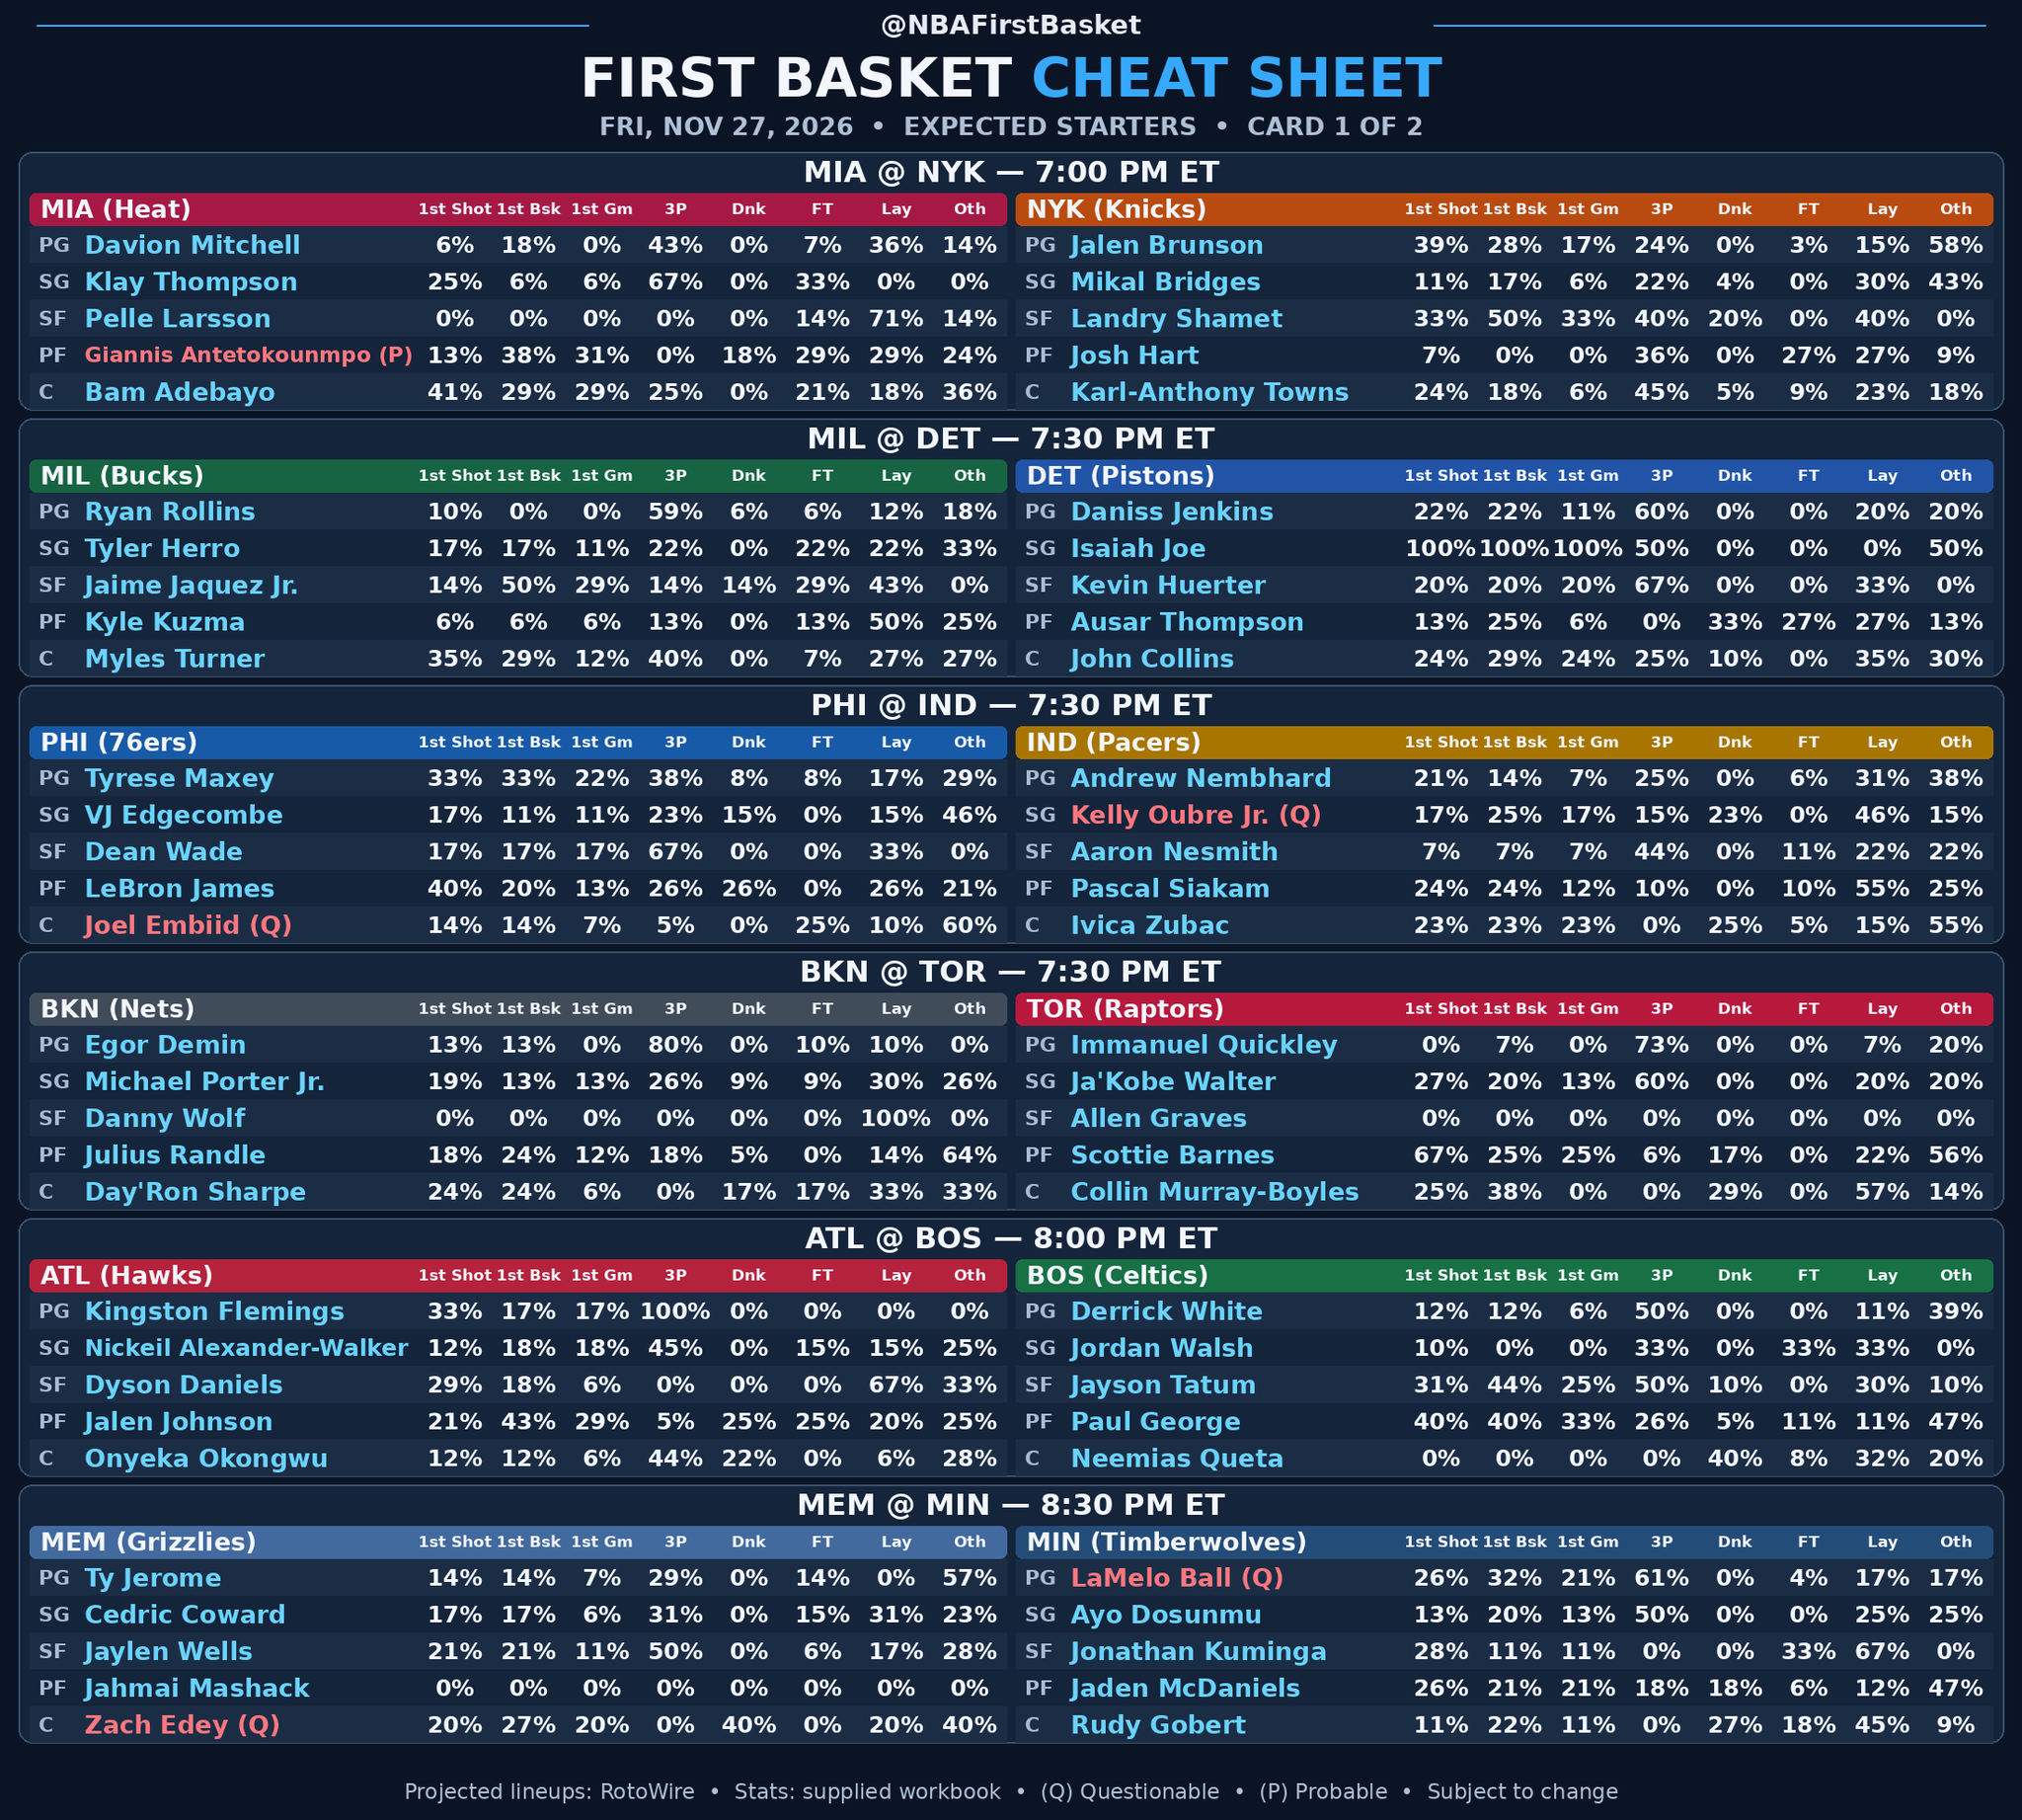 @NBAFirstBasket
FIRST BASKET CHEAT SHEET
FRI, NOV 27, 2026 • EXPECTED STARTERS • CARD 1 OF 2
MIA @ NYK — 7:00 PM ET
MIA (Heat) 1st Shot 1st Bsk 1st Gm 3P Dnk FT Lay Oth
PG Davion Mitchell 6% 18% 0% 43% 0% 7% 36% 14%
SG Klay Thompson 25% 6% 6% 67% 0% 33% 0% 0%
SF Pelle Larsson 0% 0% 0% 0% 0% 14% 71% 14%
PF Giannis Antetokounmpo (P) 13% 38% 31% 0% 18% 29% 29% 24%
C Bam Adebayo 41% 29% 29% 25% 0% 21% 18% 36%
NYK (Knicks) 1st Shot 1st Bsk 1st Gm 3P Dnk FT Lay Oth
PG Jalen Brunson 39% 28% 17% 24% 0% 3% 15% 58%
SG Mikal Bridges 11% 17% 6% 22% 4% 0% 30% 43%
SF Landry Shamet 33% 50% 33% 40% 20% 0% 40% 0%
PF Josh Hart 7% 0% 0% 36% 0% 27% 27% 9%
C Karl-Anthony Towns 24% 18% 6% 45% 5% 9% 23% 18%
MIL @ DET — 7:30 PM ET
MIL (Bucks) 1st Shot 1st Bsk 1st Gm 3P Dnk FT Lay Oth
PG Ryan Rollins 10% 0% 0% 59% 6% 6% 12% 18%
SG Tyler Herro 17% 17% 11% 22% 0% 22% 22% 33%
SF Jaime Jaquez Jr. 14% 50% 29% 14% 14% 29% 43% 0%
PF Kyle Kuzma 6% 6% 6% 13% 0% 13% 50% 25%
C Myles Turner 35% 29% 12% 40% 0% 7% 27% 27%
DET (Pistons) 1st Shot 1st Bsk 1st Gm 3P Dnk FT Lay Oth
PG Daniss Jenkins 22% 22% 11% 60% 0% 0% 20% 20%
SG Isaiah Joe 100% 100% 100% 50% 0% 0% 0% 50%
SF Kevin Huerter 20% 20% 20% 67% 0% 0% 33% 0%
PF Ausar Thompson 13% 25% 6% 0% 33% 27% 27% 13%
C John Collins 24% 29% 24% 25% 10% 0% 35% 30%
PHI @ IND — 7:30 PM ET
PHI (76ers) 1st Shot 1st Bsk 1st Gm 3P Dnk FT Lay Oth
PG Tyrese Maxey 33% 33% 22% 38% 8% 8% 17% 29%
SG VJ Edgecombe 17% 11% 11% 23% 15% 0% 15% 46%
SF Dean Wade 17% 17% 17% 67% 0% 0% 33% 0%
PF LeBron James 40% 20% 13% 26% 26% 0% 26% 21%
C Joel Embiid (Q) 14% 14% 7% 5% 0% 25% 10% 60%
IND (Pacers) 1st Shot 1st Bsk 1st Gm 3P Dnk FT Lay Oth
PG Andrew Nembhard 21% 14% 7% 25% 0% 6% 31% 38%
SG Kelly Oubre Jr. (Q) 17% 25% 17% 15% 23% 0% 46% 15%
SF Aaron Nesmith 7% 7% 7% 44% 0% 11% 22% 22%
PF Pascal Siakam 24% 24% 12% 10% 0% 10% 55% 25%
C Ivica Zubac 23% 23% 23% 0% 25% 5% 15% 55%
BKN @ TOR — 7:30 PM ET
BKN (Nets) 1st Shot 1st Bsk 1st Gm 3P Dnk FT Lay Oth
PG Egor Demin 13% 13% 0% 80% 0% 10% 10% 0%
SG Michael Porter Jr. 19% 13% 13% 26% 9% 9% 30% 26%
SF Danny Wolf 0% 0% 0% 0% 0% 0% 100% 0%
PF Julius Randle 18% 24% 12% 18% 5% 0% 14% 64%
C Day'Ron Sharpe 24% 24% 6% 0% 17% 17% 33% 33%
TOR (Raptors) 1st Shot 1st Bsk 1st Gm 3P Dnk FT Lay Oth
PG Immanuel Quickley 0% 7% 0% 73% 0% 0% 7% 20%
SG Ja'Kobe Walter 27% 20% 13% 60% 0% 0% 20% 20%
SF Allen Graves 0% 0% 0% 0% 0% 0% 0% 0%
PF Scottie Barnes 67% 25% 25% 6% 17% 0% 22% 56%
C Collin Murray-Boyles 25% 38% 0% 0% 29% 0% 57% 14%
ATL @ BOS — 8:00 PM ET
ATL (Hawks) 1st Shot 1st Bsk 1st Gm 3P Dnk FT Lay Oth
PG Kingston Flemings 33% 17% 17% 100% 0% 0% 0% 0%
SG Nickeil Alexander-Walker 12% 18% 18% 45% 0% 15% 15% 25%
SF Dyson Daniels 29% 18% 6% 0% 0% 0% 67% 33%
PF Jalen Johnson 21% 43% 29% 5% 25% 25% 20% 25%
C Onyeka Okongwu 12% 12% 6% 44% 22% 0% 6% 28%
BOS (Celtics) 1st Shot 1st Bsk 1st Gm 3P Dnk FT Lay Oth
PG Derrick White 12% 12% 6% 50% 0% 0% 11% 39%
SG Jordan Walsh 10% 0% 0% 33% 0% 33% 33% 0%
SF Jayson Tatum 31% 44% 25% 50% 10% 0% 30% 10%
PF Paul George 40% 40% 33% 26% 5% 11% 11% 47%
C Neemias Queta 0% 0% 0% 0% 40% 8% 32% 20%
MEM @ MIN — 8:30 PM ET
MEM (Grizzlies) 1st Shot 1st Bsk 1st Gm 3P Dnk FT Lay Oth
PG Ty Jerome 14% 14% 7% 29% 0% 14% 0% 57%
SG Cedric Coward 17% 17% 6% 31% 0% 15% 31% 23%
SF Jaylen Wells 21% 21% 11% 50% 0% 6% 17% 28%
PF Jahmai Mashack 0% 0% 0% 0% 0% 0% 0% 0%
C Zach Edey (Q) 20% 27% 20% 0% 40% 0% 20% 40%
MIN (Timberwolves) 1st Shot 1st Bsk 1st Gm 3P Dnk FT Lay Oth
PG LaMelo Ball (Q) 26% 32% 21% 61% 0% 4% 17% 17%
SG Ayo Dosunmu 13% 20% 13% 50% 0% 0% 25% 25%
SF Jonathan Kuminga 28% 11% 11% 0% 0% 33% 67% 0%
PF Jaden McDaniels 26% 21% 21% 18% 18% 6% 12% 47%
C Rudy Gobert 11% 22% 11% 0% 27% 18% 45% 9%
Projected lineups: RotoWire • Stats: supplied workbook • (Q) Questionable • (P) Probable • Subject to change